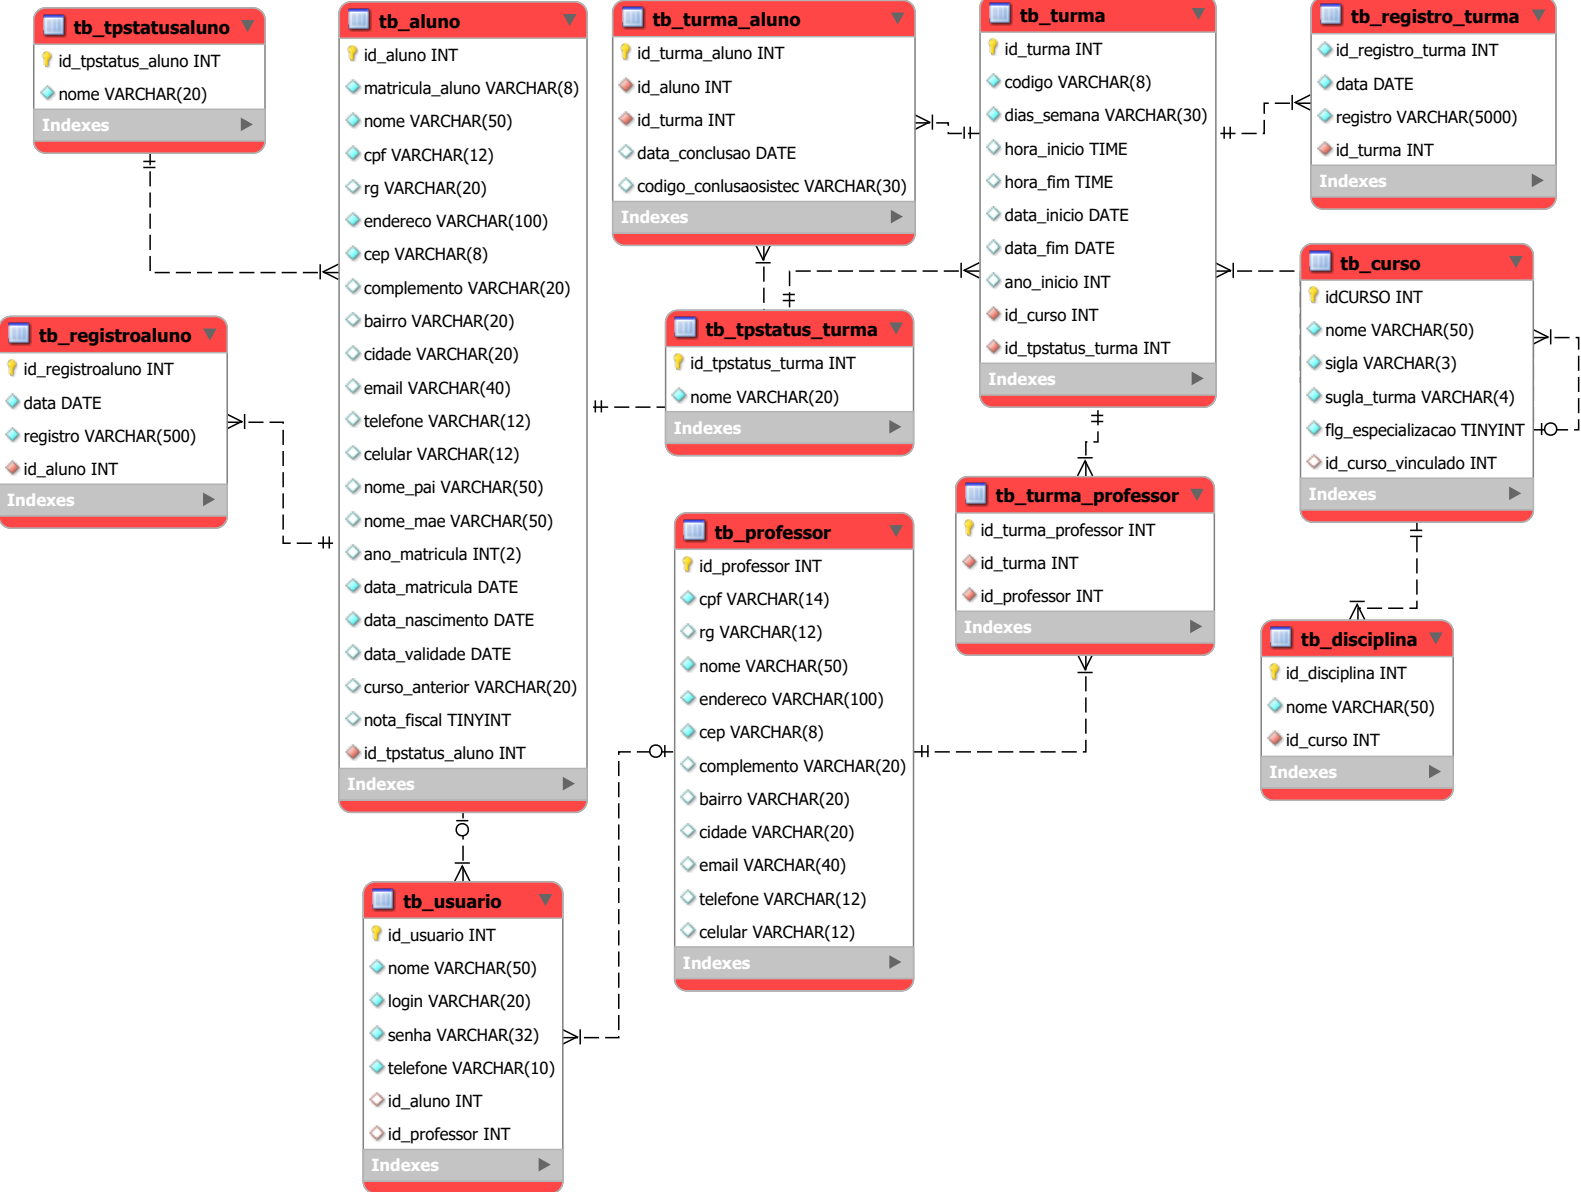 tb_tpstatusaluno
id_tpstatus_aluno INT
nome VARCHAR(20)
Indexes
tb_aluno
id_aluno INT
matricula_aluno VARCHAR(8)
nome VARCHAR(50)
cpf VARCHAR(12)
rg VARCHAR(20)
endereco VARCHAR(100)
cep VARCHAR(8)
complemento VARCHAR(20)
bairro VARCHAR(20)
cidade VARCHAR(20)
email VARCHAR(40)
telefone VARCHAR(12)
celular VARCHAR(12)
nome_pai VARCHAR(50)
nome_mae VARCHAR(50)
ano_matricula INT(2)
data_matricula DATE
data_nascimento DATE
data_validade DATE
curso_anterior VARCHAR(20)
nota_fiscal TINYINT
id_tpstatus_aluno INT
Indexes
tb_turma_aluno
id_turma_aluno INT
id_aluno INT
id_turma INT
data_conclusao DATE
codigo_conlusaosistec VARCHAR(30)
Indexes
tb_turma
id_turma INT
codigo VARCHAR(8)
dias_semana VARCHAR(30)
hora_inicio TIME
hora_fim TIME
data_inicio DATE
data_fim DATE
ano_inicio INT
id_curso INT
id_tpstatus_turma INT
Indexes
tb_registro_turma
id_registro_turma INT
data DATE
registro VARCHAR(5000)
id_turma INT
Indexes
tb_curso
idCURSO INT
nome VARCHAR(50)
sigla VARCHAR(3)
sugla_turma VARCHAR(4)
flg_especializacao TINYINT
id_curso_vinculado INT
Indexes
tb_registroaluno
id_registroaluno INT
data DATE
registro VARCHAR(500)
id_aluno INT
Indexes
tb_tpstatus_turma
id_tpstatus_turma INT
nome VARCHAR(20)
Indexes
tb_turma_professor
id_turma_professor INT
id_turma INT
id_professor INT
Indexes
tb_professor
id_professor INT
cpf VARCHAR(14)
rg VARCHAR(12)
nome VARCHAR(50)
endereco VARCHAR(100)
cep VARCHAR(8)
complemento VARCHAR(20)
bairro VARCHAR(20)
cidade VARCHAR(20)
email VARCHAR(40)
telefone VARCHAR(12)
celular VARCHAR(12)
Indexes
tb_disciplina
id_disciplina INT
nome VARCHAR(50)
id_curso INT
Indexes
tb_usuario
id_usuario INT
nome VARCHAR(50)
login VARCHAR(20)
senha VARCHAR(32)
telefone VARCHAR(10)
id_aluno INT
id_professor INT
Indexes